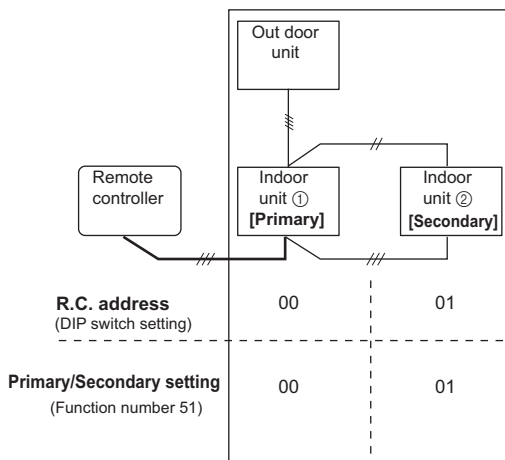 Out door
unit
Remote
controller
Indoor
unit ①
[Primary]
Indoor
unit ②
[Secondary]
R.C. address
(DIP switch setting)
00
01
Primary/Secondary setting
(Function number 51)
00
01